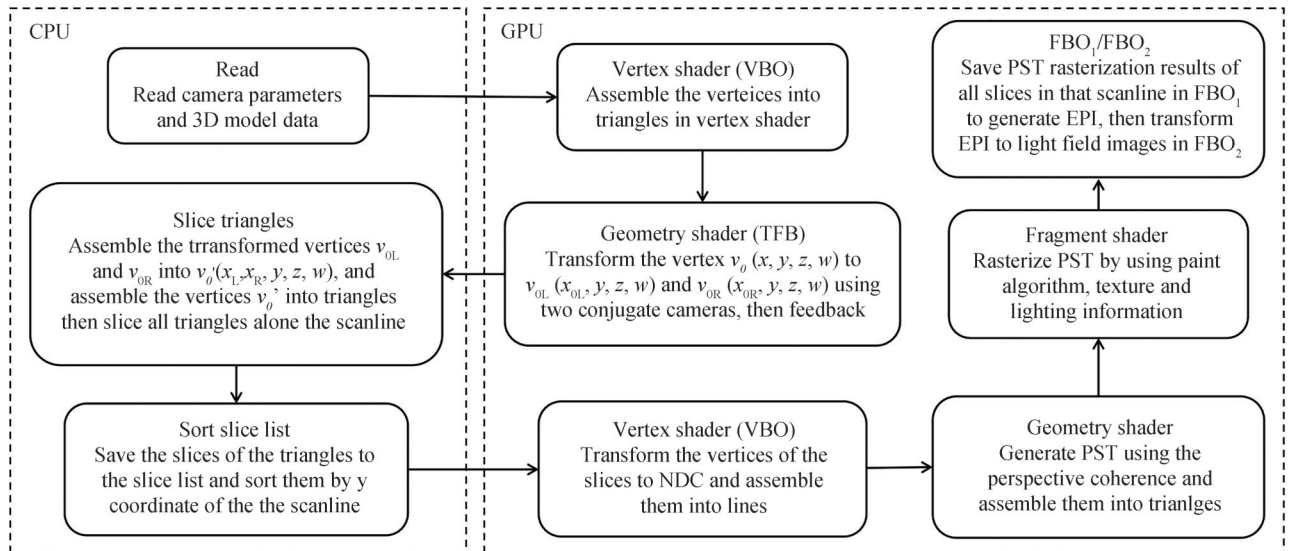 CPU
Read
Read camera parameters
and 3D model data
GPU
Vertex shader (VBO)
Assemble the verteices into
triangles in vertex shader
Geometry shader (TFB)
Transform the vertex v₀ (x, y, z, w) to
v₀L (x₀L, y, z, w) and v₀R (x₀R, y, z, w) using
two conjugate cameras, then feedback
Slice triangles
Assemble the trransformed vertices v₀L
and v₀R into v₀'(xL,xR, y, z, w), and
assemble the vertices v₀’ into triangles
then slice all triangles alone the scanline
Sort slice list
Save the slices of the triangles to
the slice list and sort them by y
coordinate of the the scanline
Vertex shader (VBO)
Transform the vertices of the
slices to NDC and assemble
them into lines
Geometry shader
Generate PST using the
perspective coherence and
assemble them into trianlges
Fragment shader
Rasterize PST by using paint
algorithm, texture and
lighting information
FBO₁/FBO₂
Save PST rasterization results of
all slices in that scanline in FBO₁
to generate EPI, then transform
EPI to light field images in FBO₂